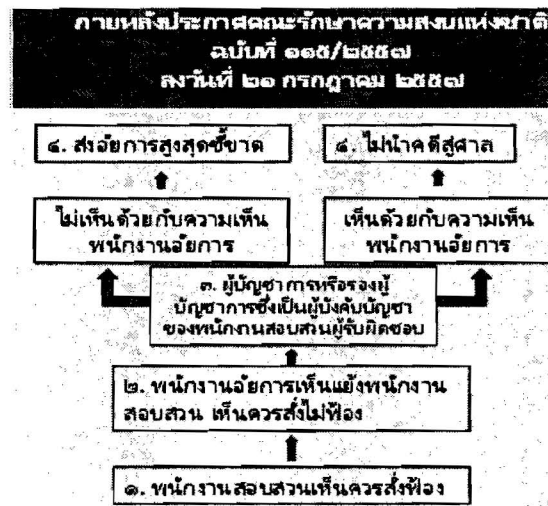 ภายหลังประกาศคณะรักษาความสงบแห่งชาติ
ฉบับที่ ๑๑๕/๒๕๕๗
ลงวันที่ ๒๑ กรกฎาคม ๒๕๕๗
๔. ส่งอัยการสูงสุดชี้ขาด
๔. ไม่นำคดีสู่ศาล
ไม่เห็นด้วยกับความเห็น
พนักงานอัยการ
เห็นด้วยกับความเห็น
พนักงานอัยการ
๓. ผู้บัญชาการหรือรองผู้
บัญชาการซึ่งเป็นผู้บังคับบัญชา
ของพนักงานสอบสวนผู้รับผิดชอบ
๒. พนักงานอัยการเห็นแย้งพนักงาน
สอบสวน เห็นควรสั่งไม่ฟ้อง
๑. พนักงานสอบสวนเห็นควรสั่งฟ้อง